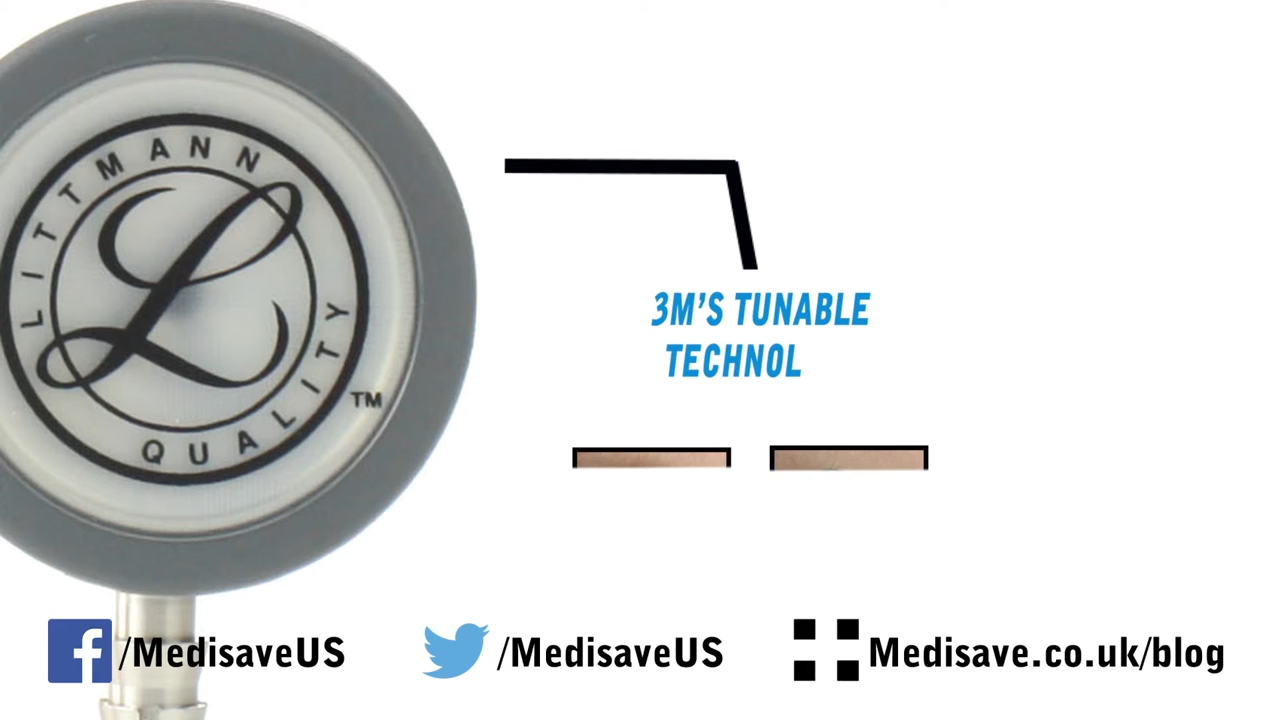 LITTMANN
QUALITY
TM
3M'S TUNABLE
TECHNOL
/MedisaveUS
/MedisaveUS
Medisave.co.uk/blog